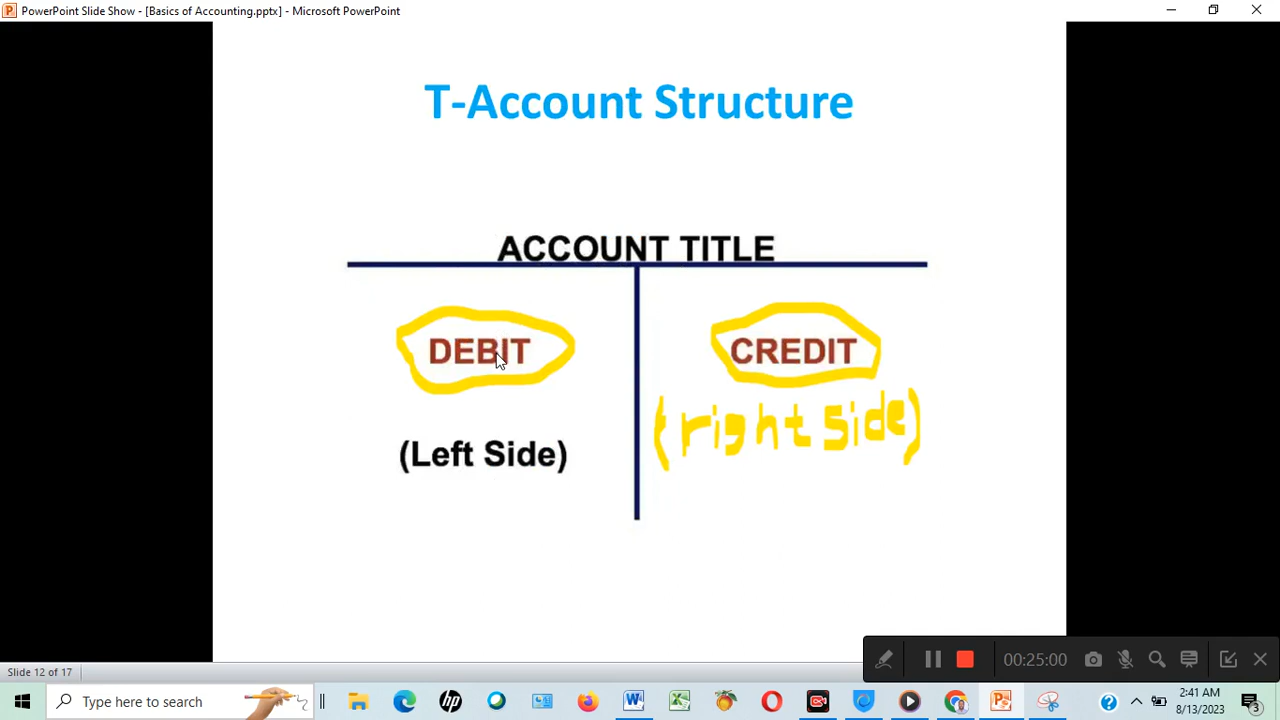 PowerPoint Slide Show - [Basics of Accounting.pptx] - Microsoft PowerPoint
T-Account Structure
ACCOUNT TITLE
DEBIT CREDIT
(right side)
(Left Side)
00:25:00
Slide 12 of 17
Type here to search
2:41 AM
8/13/2023
3